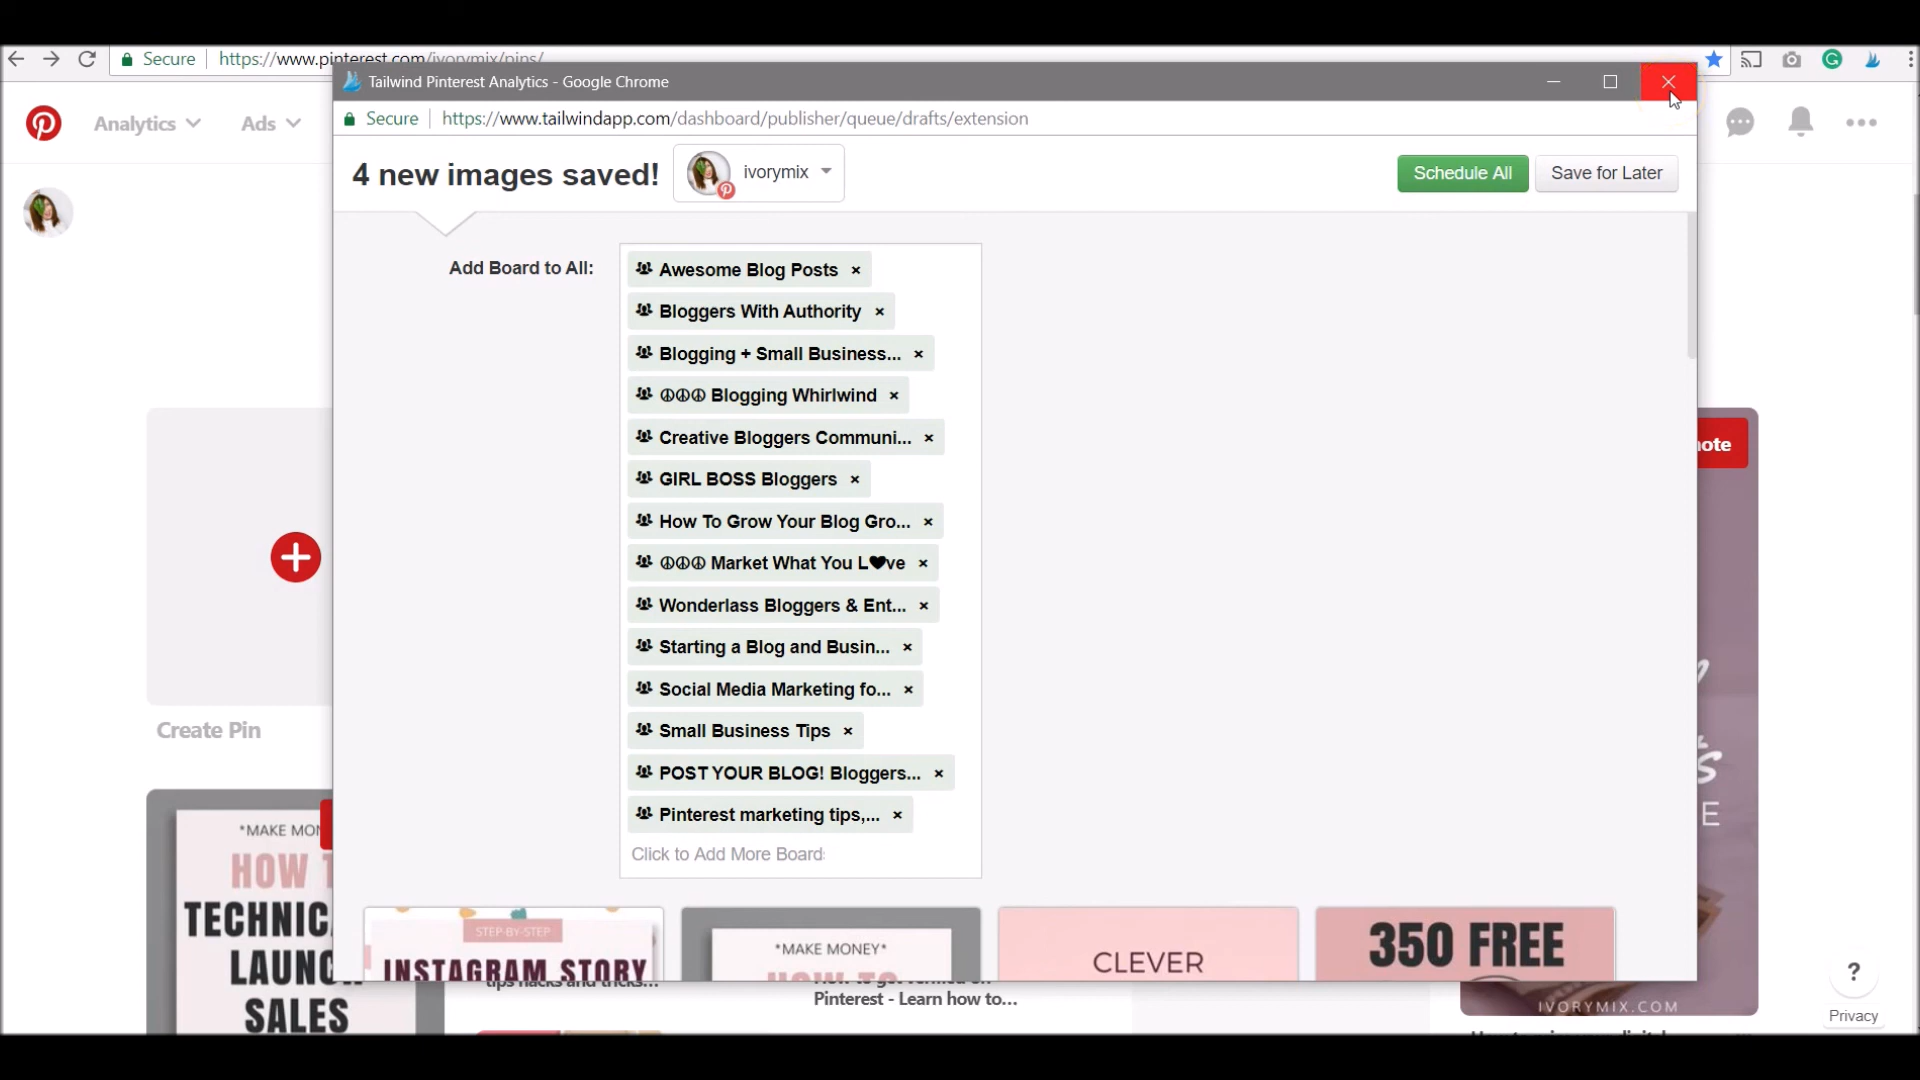 Secure https://www.pinterest.com/ivorymix/pins/
Tailwind Pinterest Analytics - Google Chrome
Secure https://www.tailwindapp.com/dashboard/publisher/queue/drafts/extension
Analytics
Ads
4 new images saved!
ivorymix
Schedule All
Save for Later
Add Board to All:
Awesome Blog Posts ×
Bloggers With Authority ×
Blogging + Small Business... ×
☮☮☮ Blogging Whirlwind ×
Creative Bloggers Communi... ×
GIRL BOSS Bloggers ×
How To Grow Your Blog Gro... ×
☮☮☮ Market What You L♥ve ×
Wonderlass Bloggers & Ent... ×
Starting a Blog and Busin... ×
Social Media Marketing fo... ×
Small Business Tips ×
POST YOUR BLOG! Bloggers... ×
Pinterest marketing tips,... ×
Click to Add More Board
Create Pin
*MAKE MON
HOW T
TECHNIC
LAUNC
SALES
STEP-BY-STEP
INSTAGRAM STORY
tips hacks and tricks...
*MAKE MONEY*
HOW TO
Pinterest - Learn how to...
CLEVER
350 FREE
IVORYMIX.COM
ote
s
E
?
Privacy